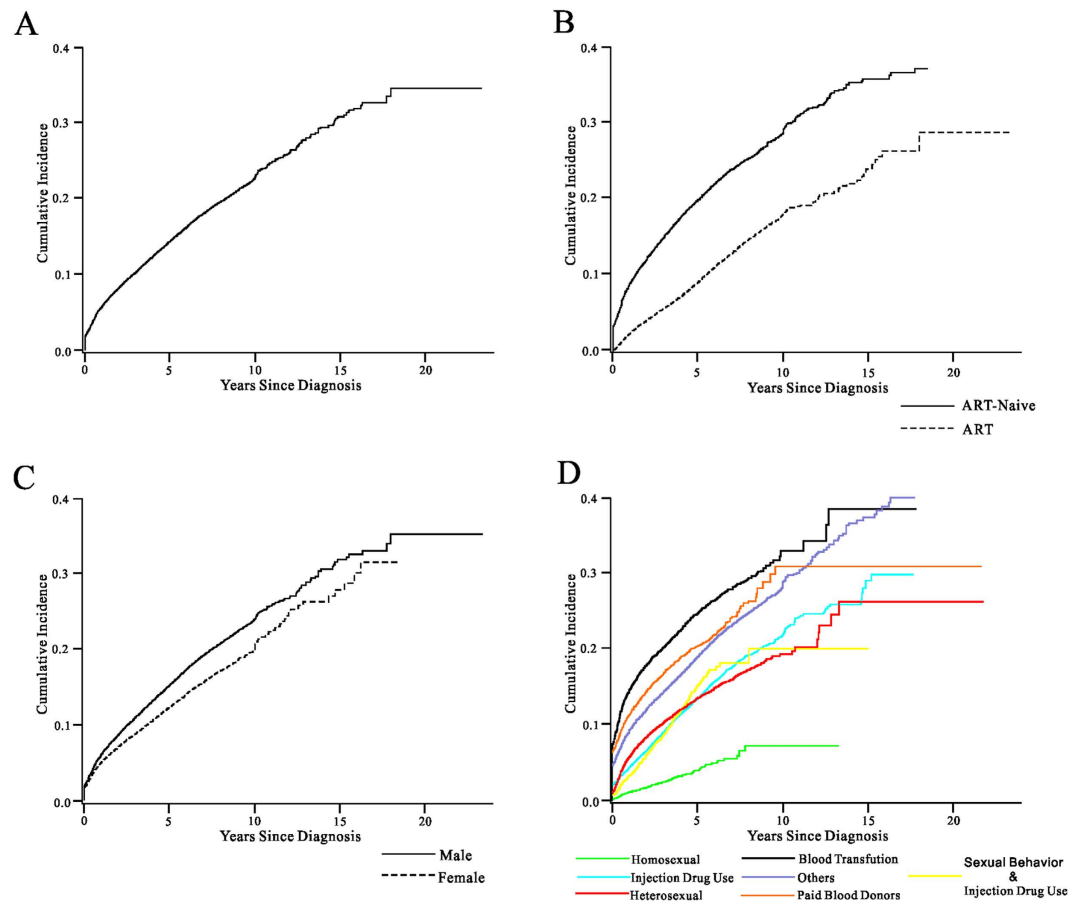 A
0.4
0.3
0.2
0.1
0.0
Cumulative Incidence
0 5 10 15 20
Years Since Diagnosis
B
0.4
0.3
0.2
0.1
0.0
Cumulative Incidence
0 5 10 15 20
Years Since Diagnosis
ART-Naive
ART
C
0.4
0.3
0.2
0.1
0.0
Cumulative Incidence
0 5 10 15 20
Years Since Diagnosis
Male
Female
D
0.4
0.3
0.2
0.1
0.0
Cumulative Incidence
0 5 10 15 20
Years Since Diagnosis
Homosexual
Injection Drug Use
Heterosexual
Blood Transfution
Others
Paid Blood Donors
Sexual Behavior
&
Injection Drug Use